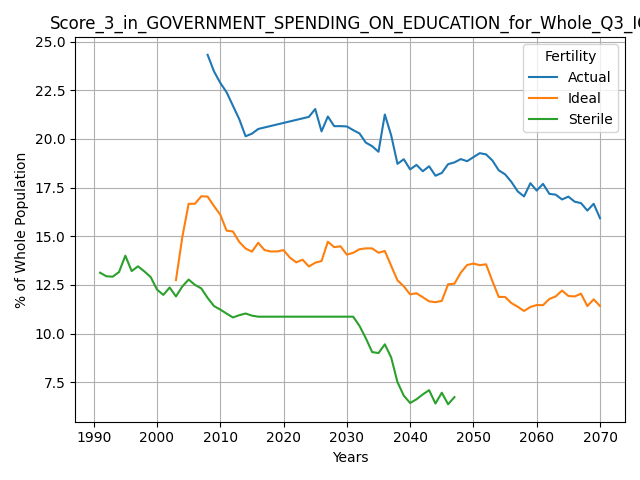 Score_3_in_GOVERNMENT_SPENDING_ON_EDUCATION_for_Whole_Q3_I
25.0
22.5
20.0
17.5
15.0
12.5
10.0
7.5
% of Whole Population
Fertility
Actual
Ideal
Sterile
1990 2000 2010 2020 2030 2040 2050 2060 2070
Years